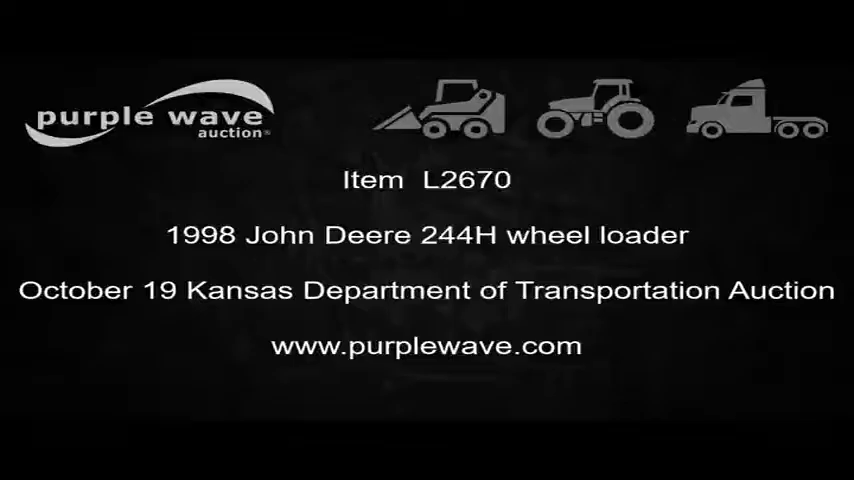 purple wave
auction®
Item L2670
1998 John Deere 244H wheel loader
October 19 Kansas Department of Transportation Auction
www.purplewave.com